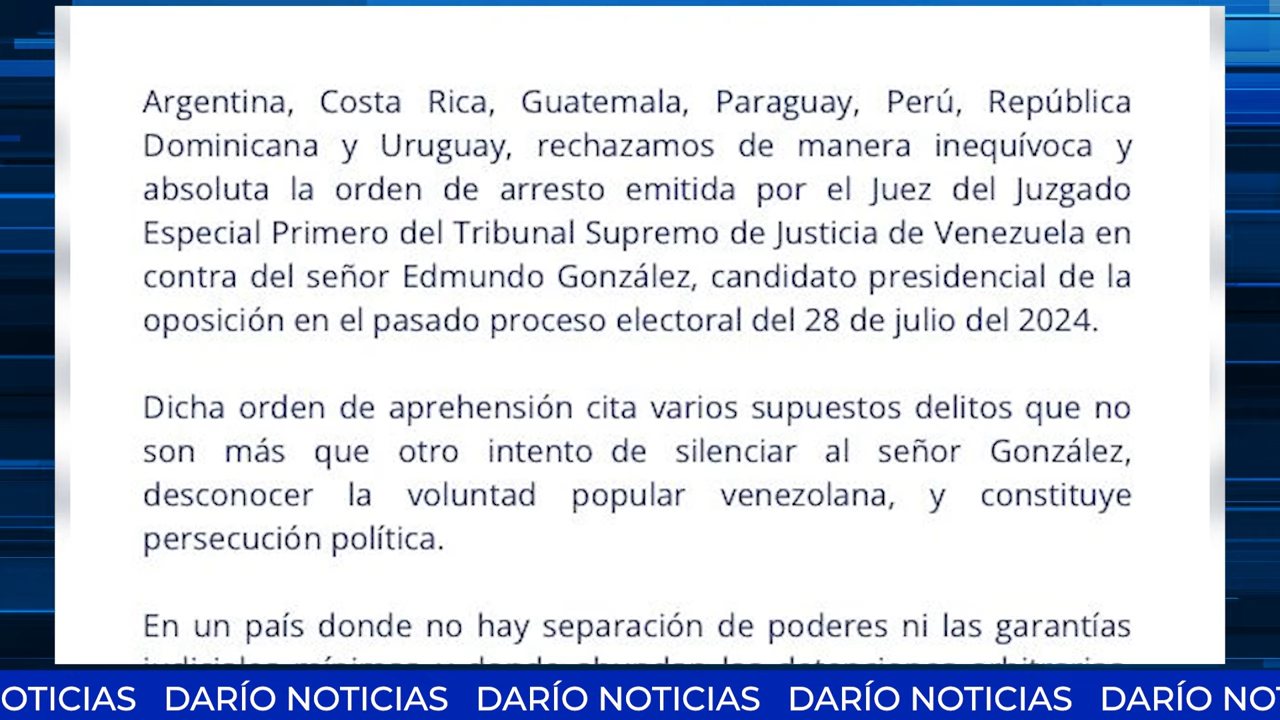 Argentina, Costa Rica, Guatemala, Paraguay, Perú, República
Dominicana y Uruguay, rechazamos de manera inequívoca y
absoluta la orden de arresto emitida por el Juez del Juzgado
Especial Primero del Tribunal Supremo de Justicia de Venezuela en
contra del señor Edmundo González, candidato presidencial de la
oposición en el pasado proceso electoral del 28 de julio del 2024.
Dicha orden de aprehensión cita varios supuestos delitos que no
son más que otro intento de silenciar al señor González,
desconocer la voluntad popular venezolana, y constituye
persecución política.
En un país donde no hay separación de poderes ni las garantías
OTICIAS DARÍO NOTICIAS DARÍO NOTICIAS DARÍO NOTICIAS DARÍO NOT